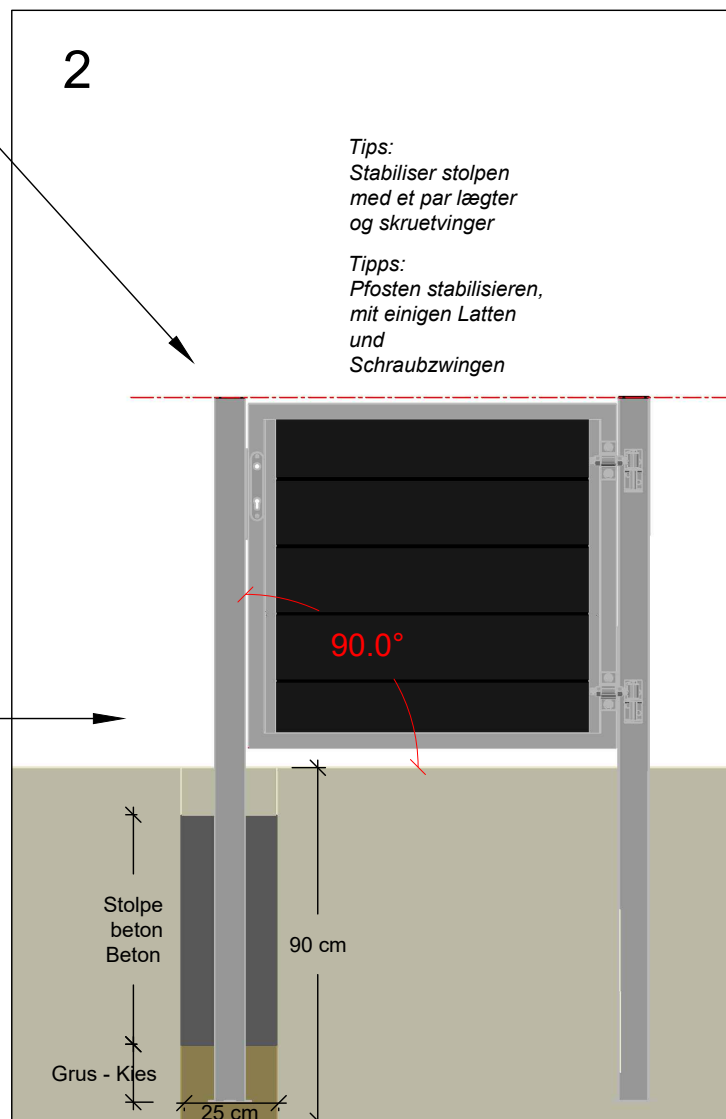 2
Tips:
Stabiliser stolpen
med et par lægter
og skruetvinger
Tipps:
Pfosten stabilisieren,
mit einigen Latten
und
Schraubzwingen
90.0°
Stolpe
beton
Beton
90 cm
Grus - Kies
25 cm